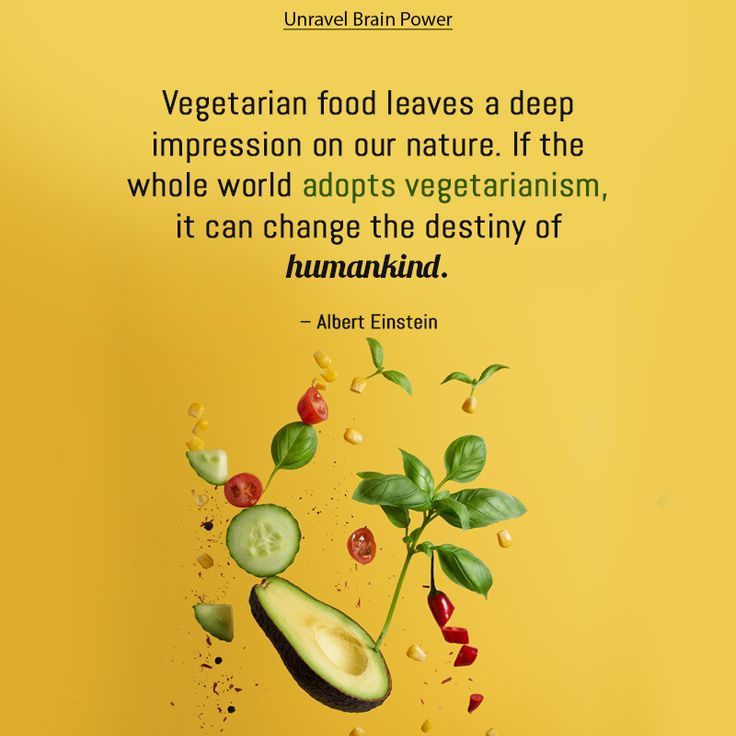 Unravel Brain Power
Vegetarian food leaves a deep
impression on our nature. If the
whole world adopts vegetarianism,
it can change the destiny of
humankind.
– Albert Einstein